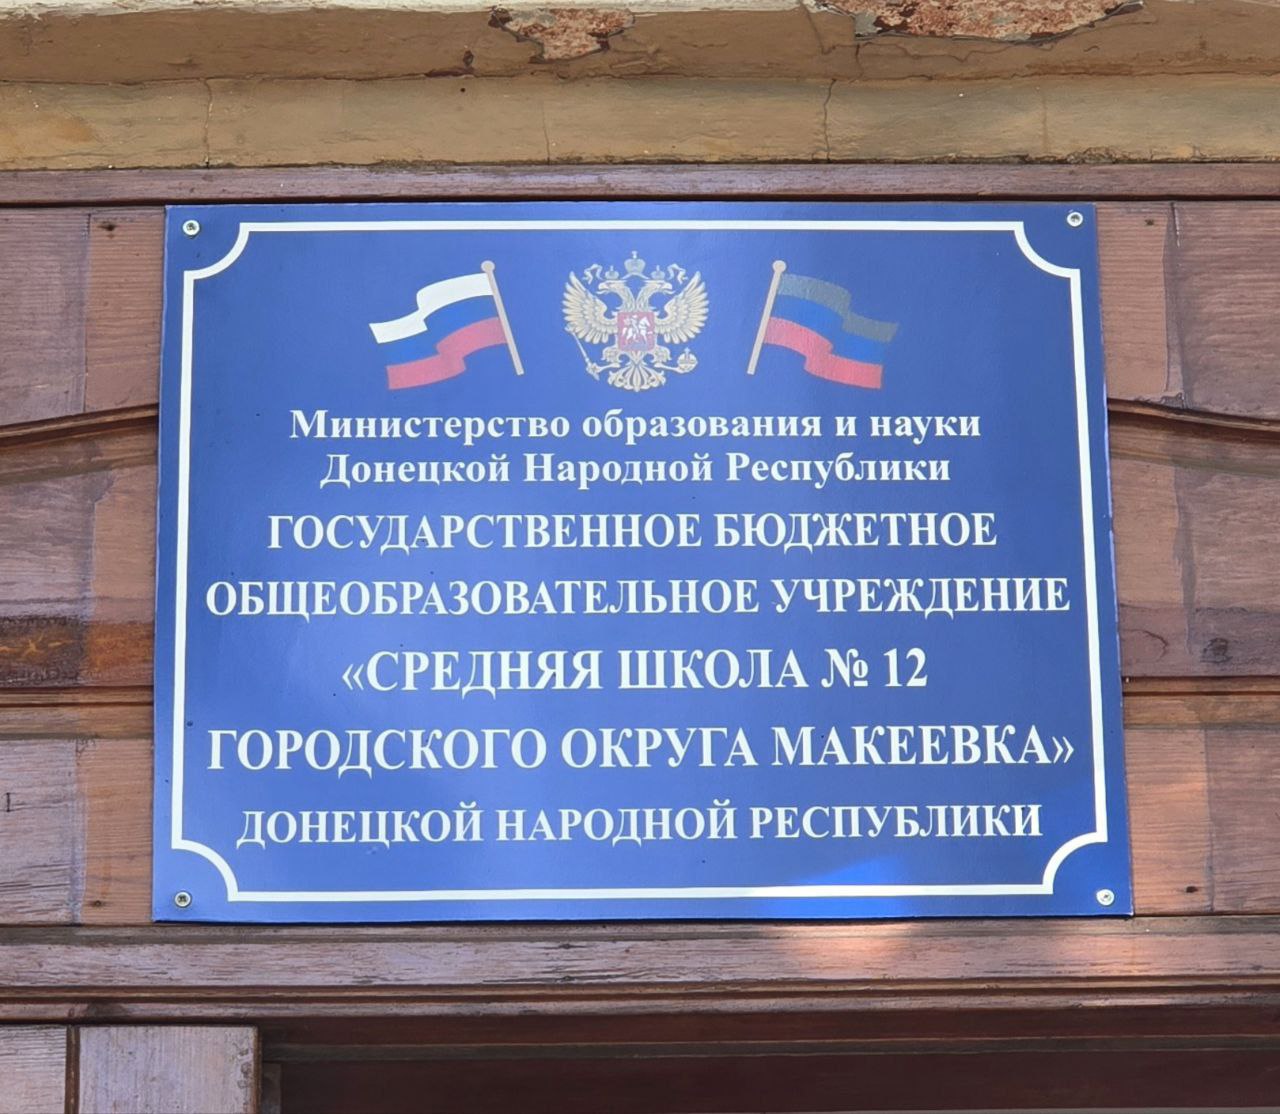 Министерство образования и науки
Донецкой Народной Республики
ГОСУДАРСТВЕННОЕ БЮДЖЕТНОЕ
ОБЩЕОБРАЗОВАТЕЛЬНОЕ УЧРЕЖДЕНИЕ
«СРЕДНЯЯ ШКОЛА № 12
ГОРОДСКОГО ОКРУГА МАКЕЕВКА»
ДОНЕЦКОЙ НАРОДНОЙ РЕСПУБЛИКИ